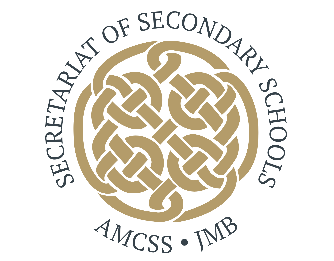 SECRETARIAT OF SECONDARY SCHOOLS
AMCSS • JMB